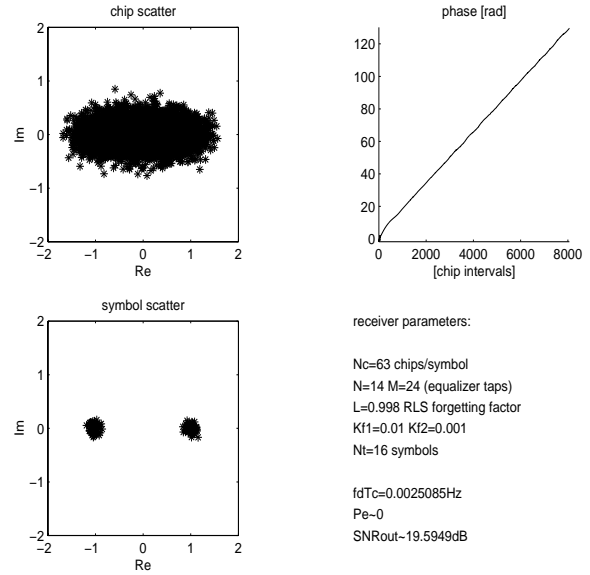 chip scatter
2
1
0
−1
−2
−2 −1 0 1 2
Im
Re
phase [rad]
120
100
80
60
40
20
0
0 2000 4000 6000 8000
[chip intervals]
symbol scatter
2
1
0
−1
−2
−2 −1 0 1 2
Im
Re
receiver parameters:
Nc=63 chips/symbol
N=14 M=24 (equalizer taps)
L=0.998 RLS forgetting factor
Kf1=0.01 Kf2=0.001
Nt=16 symbols
fdTc=0.0025085Hz
Pe~0
SNRout~19.5949dB